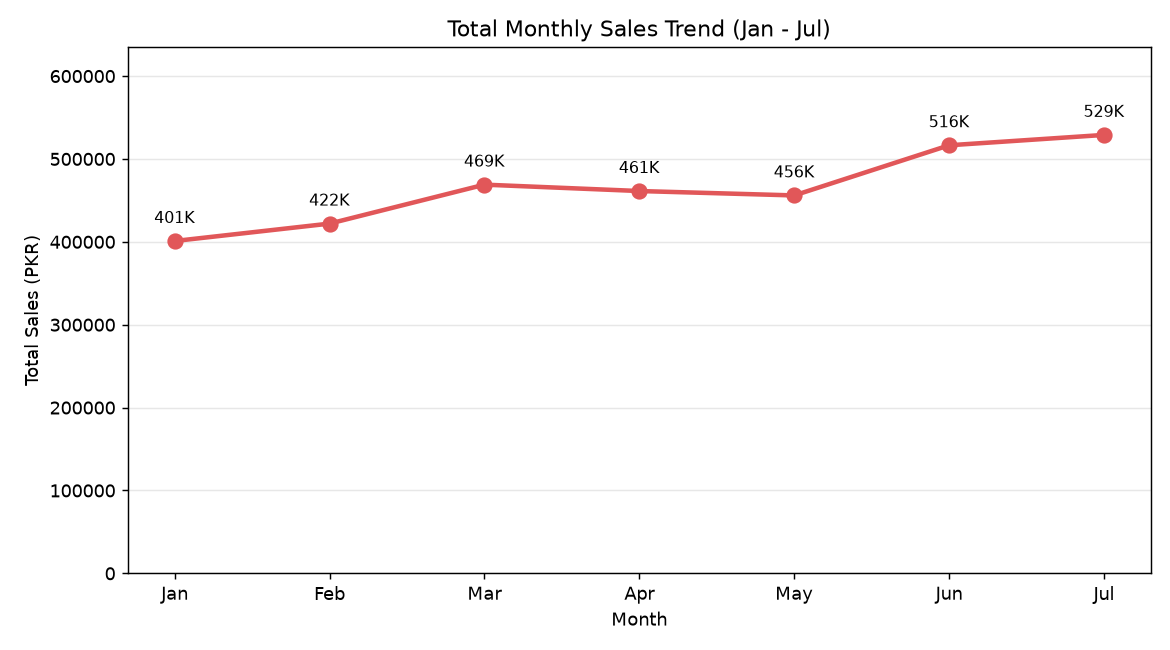 Total Monthly Sales Trend (Jan - Jul)
Total Sales (PKR)
600000
500000
400000
300000
200000
100000
0
401K
422K
469K
461K
456K
516K
529K
Jan Feb Mar Apr May Jun Jul
Month